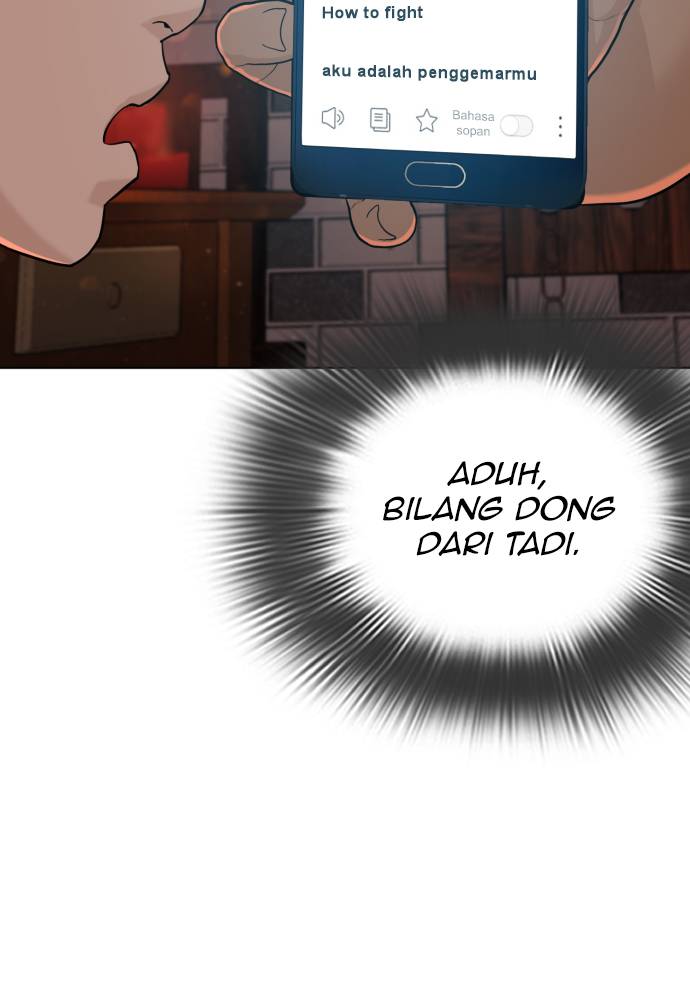 How to fight
aku adalah penggemarmu
Bahasa
sopan
ADUH,
BILANG DONG
DARI TADI.